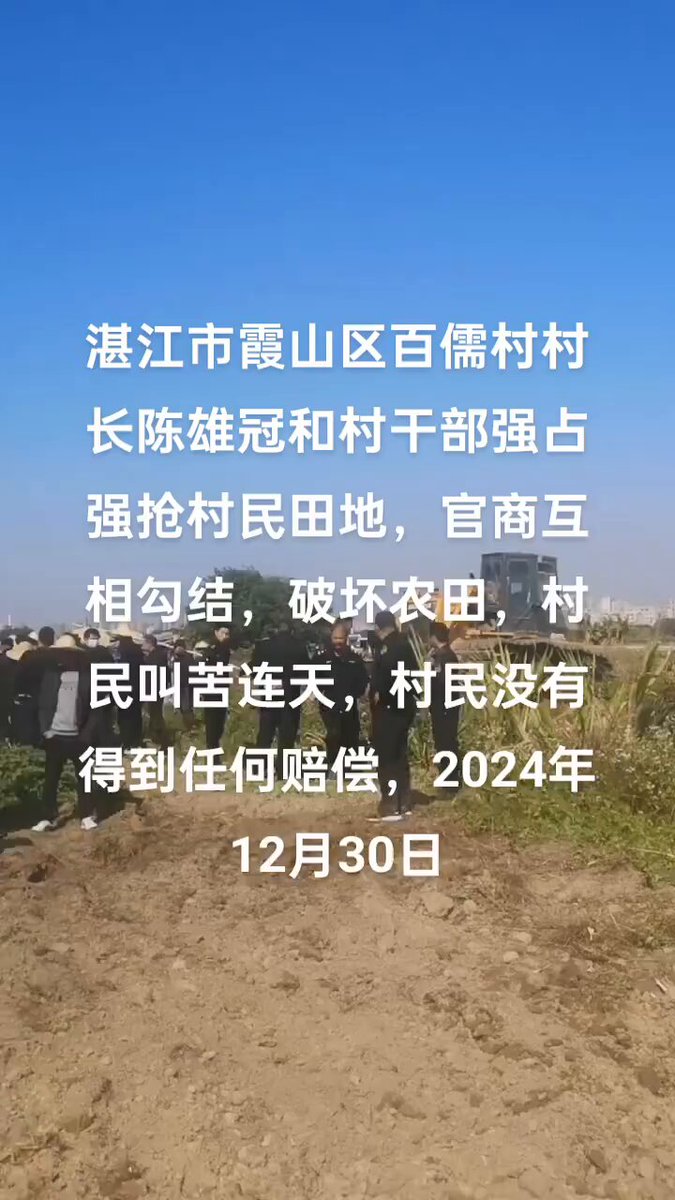 湛江市霞山区百儒村村
长陈雄冠和村干部强占
强抢村民田地，官商互
相勾结，破坏农田，村
民叫苦连天，村民没有
得到任何赔偿，2024年
12月30日